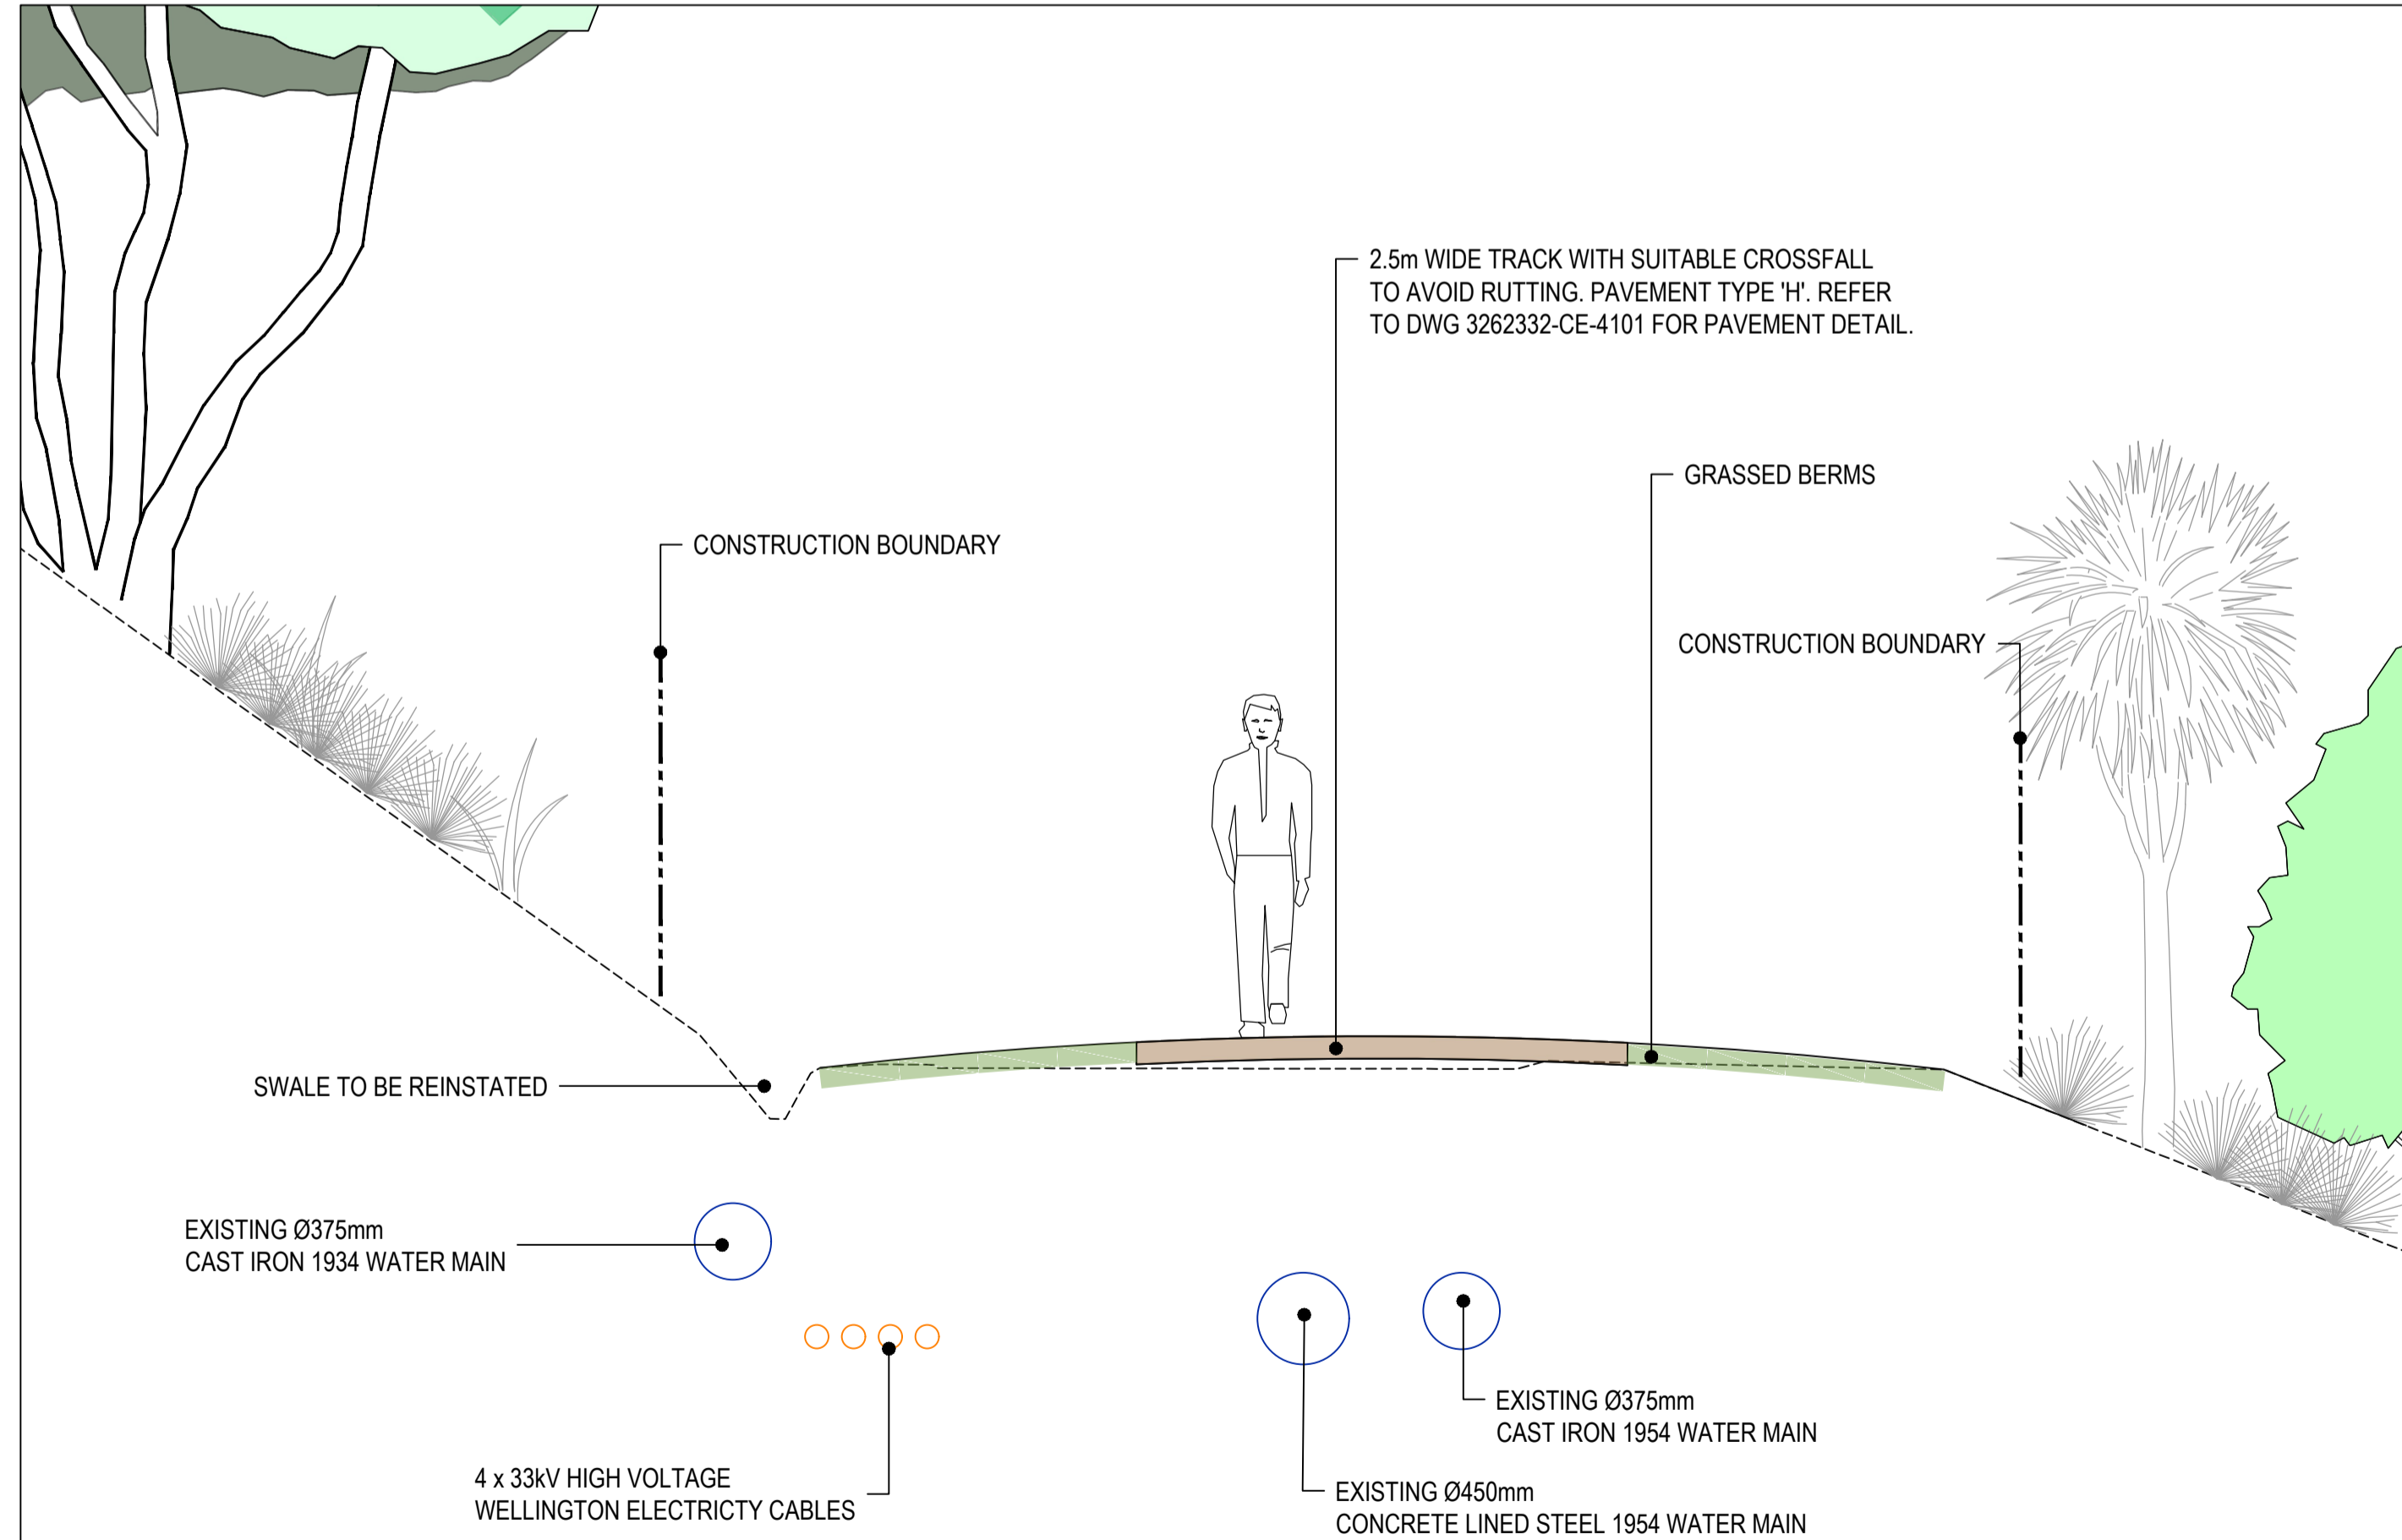 2.5m WIDE TRACK WITH SUITABLE CROSSFALL
TO AVOID RUTTING. PAVEMENT TYPE 'H'. REFER
TO DWG 3262332-CE-4101 FOR PAVEMENT DETAIL.
GRASSED BERMS
CONSTRUCTION BOUNDARY
CONSTRUCTION BOUNDARY
SWALE TO BE REINSTATED
EXISTING Ø375mm
CAST IRON 1934 WATER MAIN
EXISTING Ø375mm
CAST IRON 1954 WATER MAIN
4 x 33kV HIGH VOLTAGE
WELLINGTON ELECTRICTY CABLES
EXISTING Ø450mm
CONCRETE LINED STEEL 1954 WATER MAIN